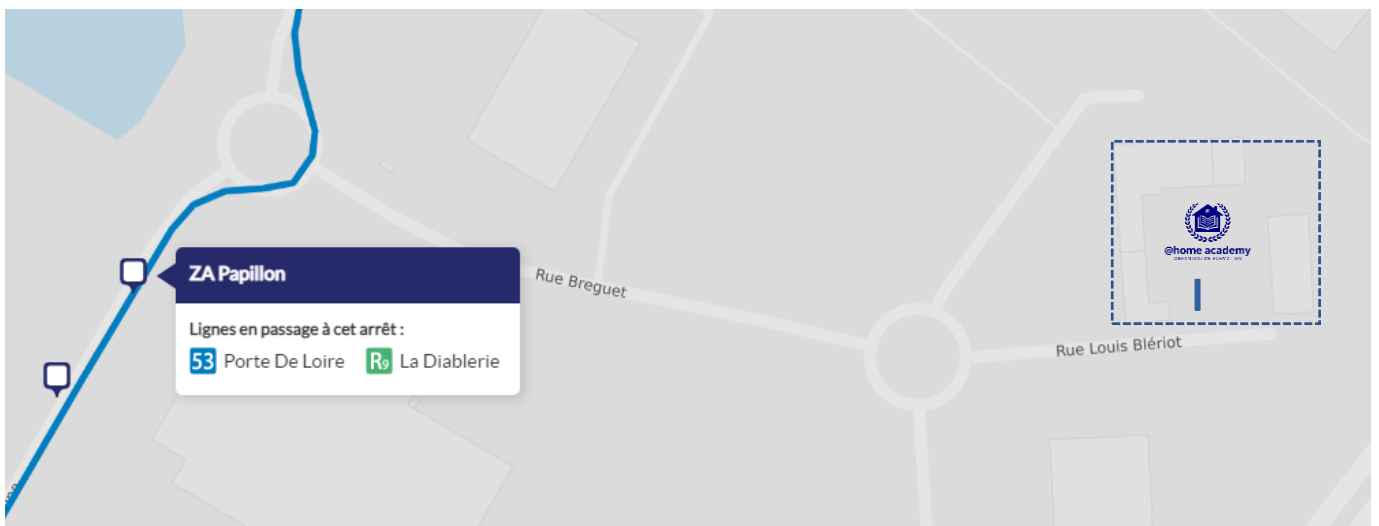 ZA Papillon
Lignes en passage à cet arrêt :
53 Porte De Loire R9 La Diablerie
Rue Breguet
@home academy
Rue Louis Blériot